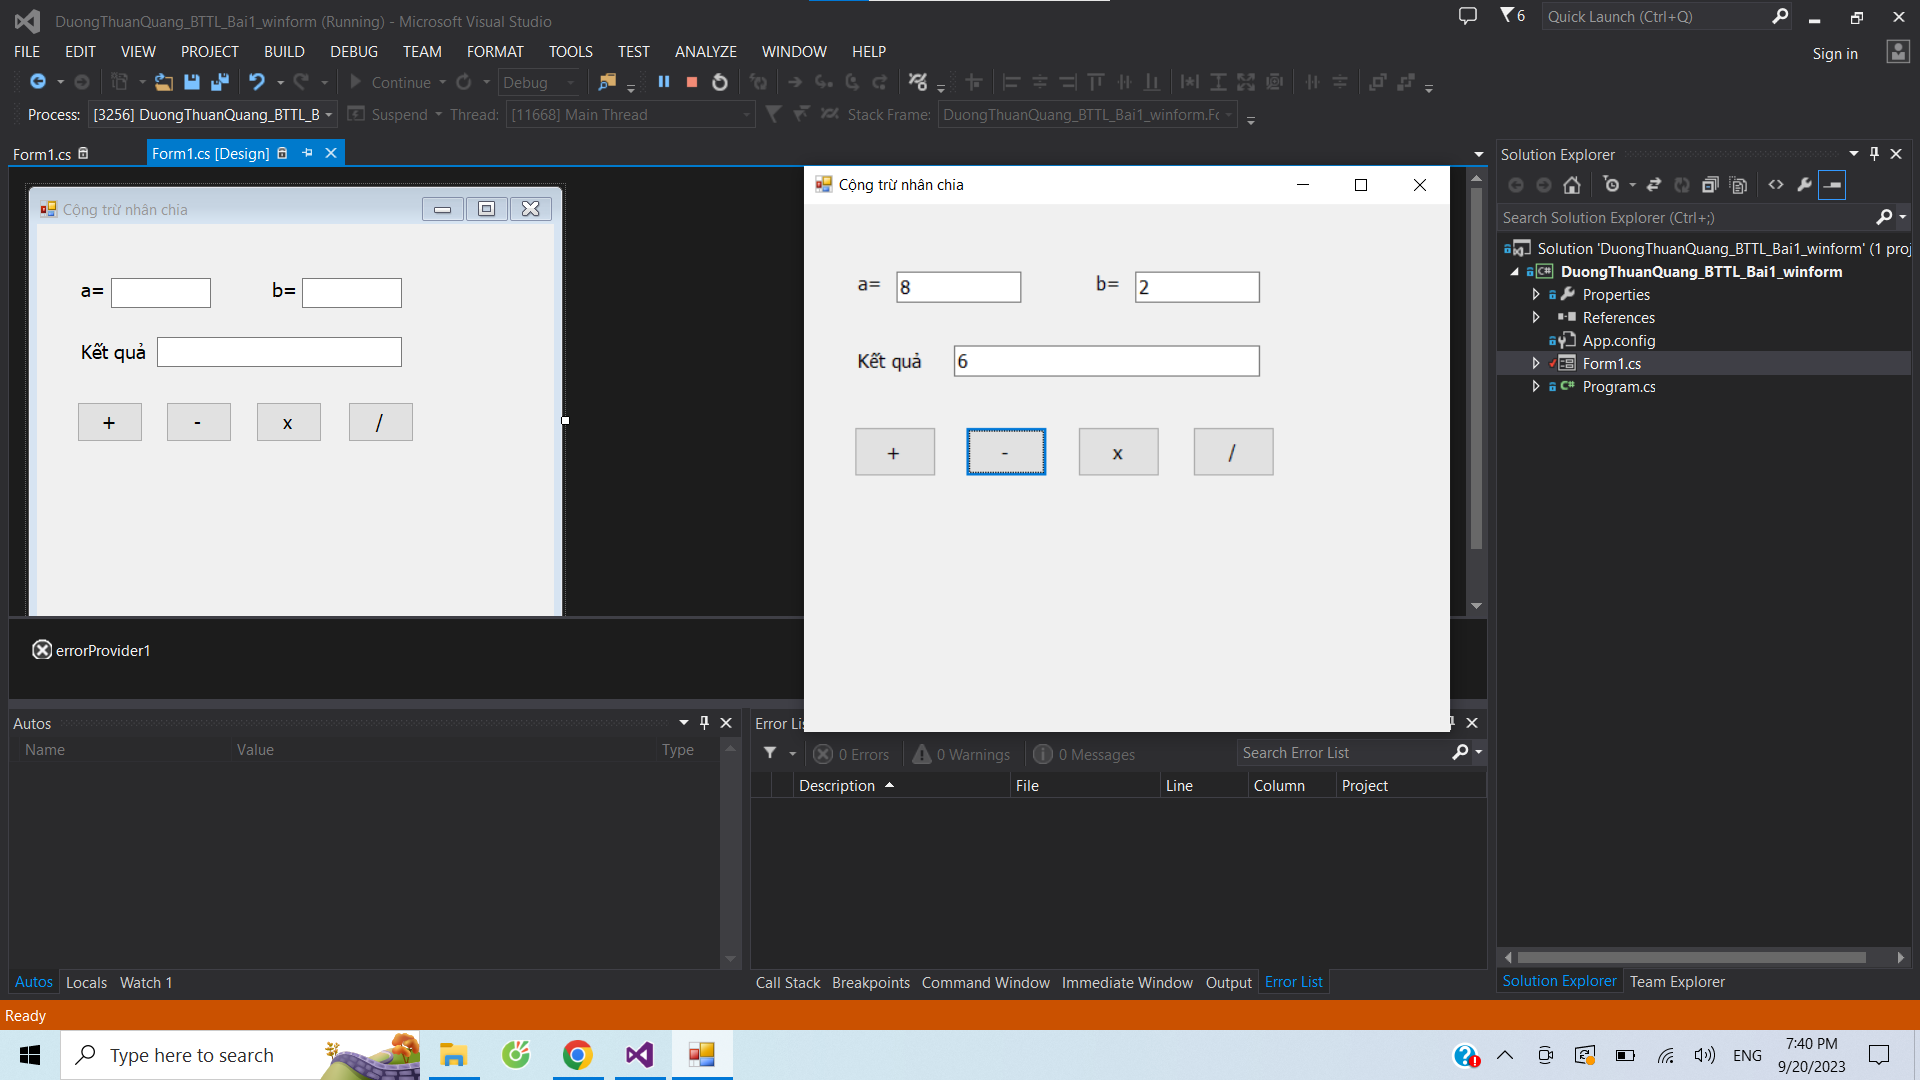 DuongThuanQuang_BTTL_Bai1_winform (Running) - Microsoft Visual Studio
6
Quick Launch (Ctrl+Q)
FILE EDIT VIEW PROJECT BUILD DEBUG TEAM FORMAT TOOLS TEST ANALYZE WINDOW HELP
Sign in
Continue
Debug
Process: [3256] DuongThuanQuang_BTTL_B Suspend Thread: [11668] Main Thread Stack Frame: DuongThuanQuang_BTTL_Bai1_winform.Fc
Form1.cs Form1.cs [Design]
Cộng trừ nhân chia
a= b=
Kết quả
+ - x /
errorProvider1
Cộng trừ nhân chia
a= 8 b= 2
Kết quả 6
+ - x /
Solution Explorer
Search Solution Explorer (Ctrl+;)
Solution 'DuongThuanQuang_BTTL_Bai1_winform' (1 proj
C# DuongThuanQuang_BTTL_Bai1_winform
Properties
References
App.config
Form1.cs
C# Program.cs
Solution Explorer Team Explorer
Autos
Name Value Type
Autos Locals Watch 1
Error Lis
0 Errors 0 Warnings 0 Messages Search Error List
Description File Line Column Project
Call Stack Breakpoints Command Window Immediate Window Output Error List
Ready
Type here to search
ENG
7:40 PM
9/20/2023